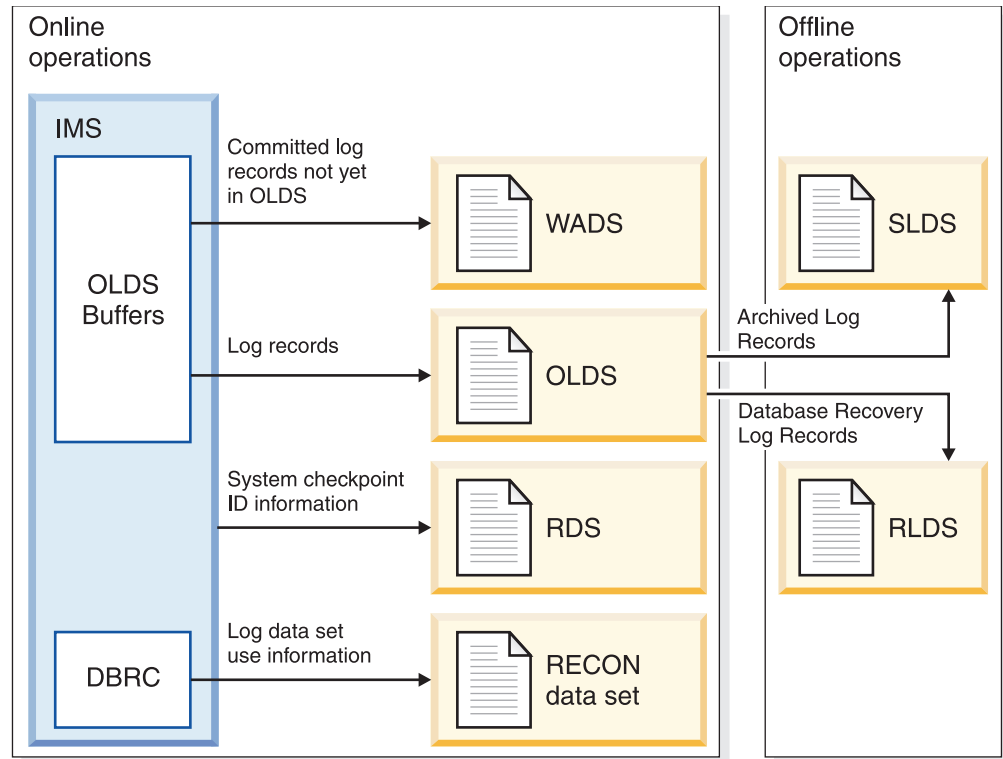 Online
operations
Offline
operations
IMS
Committed log
records not yet
in OLDS
WADS
SLDS
OLDS
Buffers
Archived Log
Records
Log records
OLDS
Database Recovery
Log Records
System checkpoint
ID information
RDS
RLDS
Log data set
use information
DBRC
RECON
data set